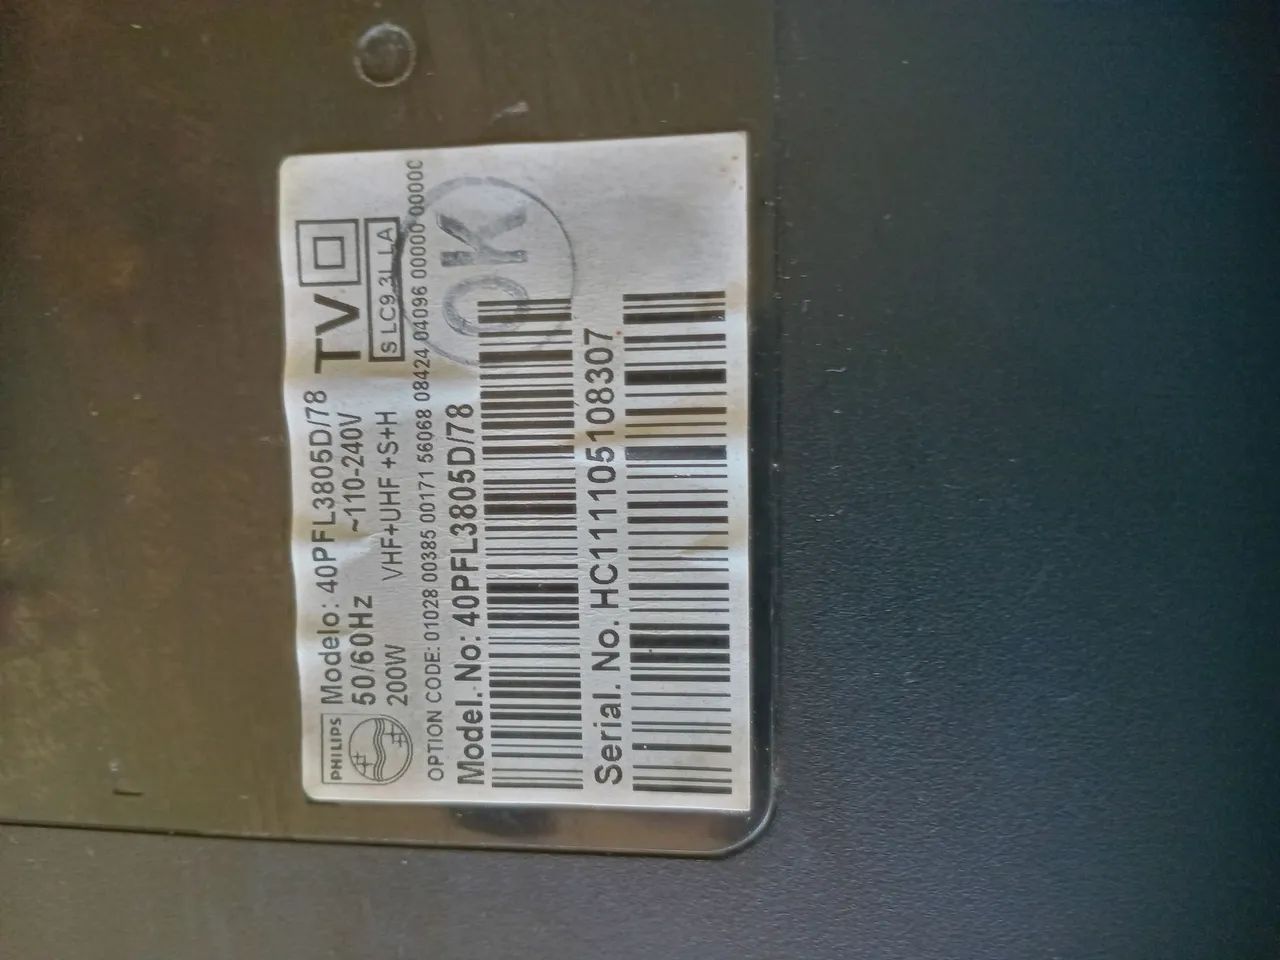 PHILIPS
Modelo: 40PFL3805D/78
50/60Hz ~110-240V
200W VHF+UHF+S+H
TV
S LC9.3L LA
OPTION CODE: 01028 00385 00171 56068 08424 04096 00000 00000
OK
Model. No: 40PFL3805D/78
Serial. No. HC1111105108307